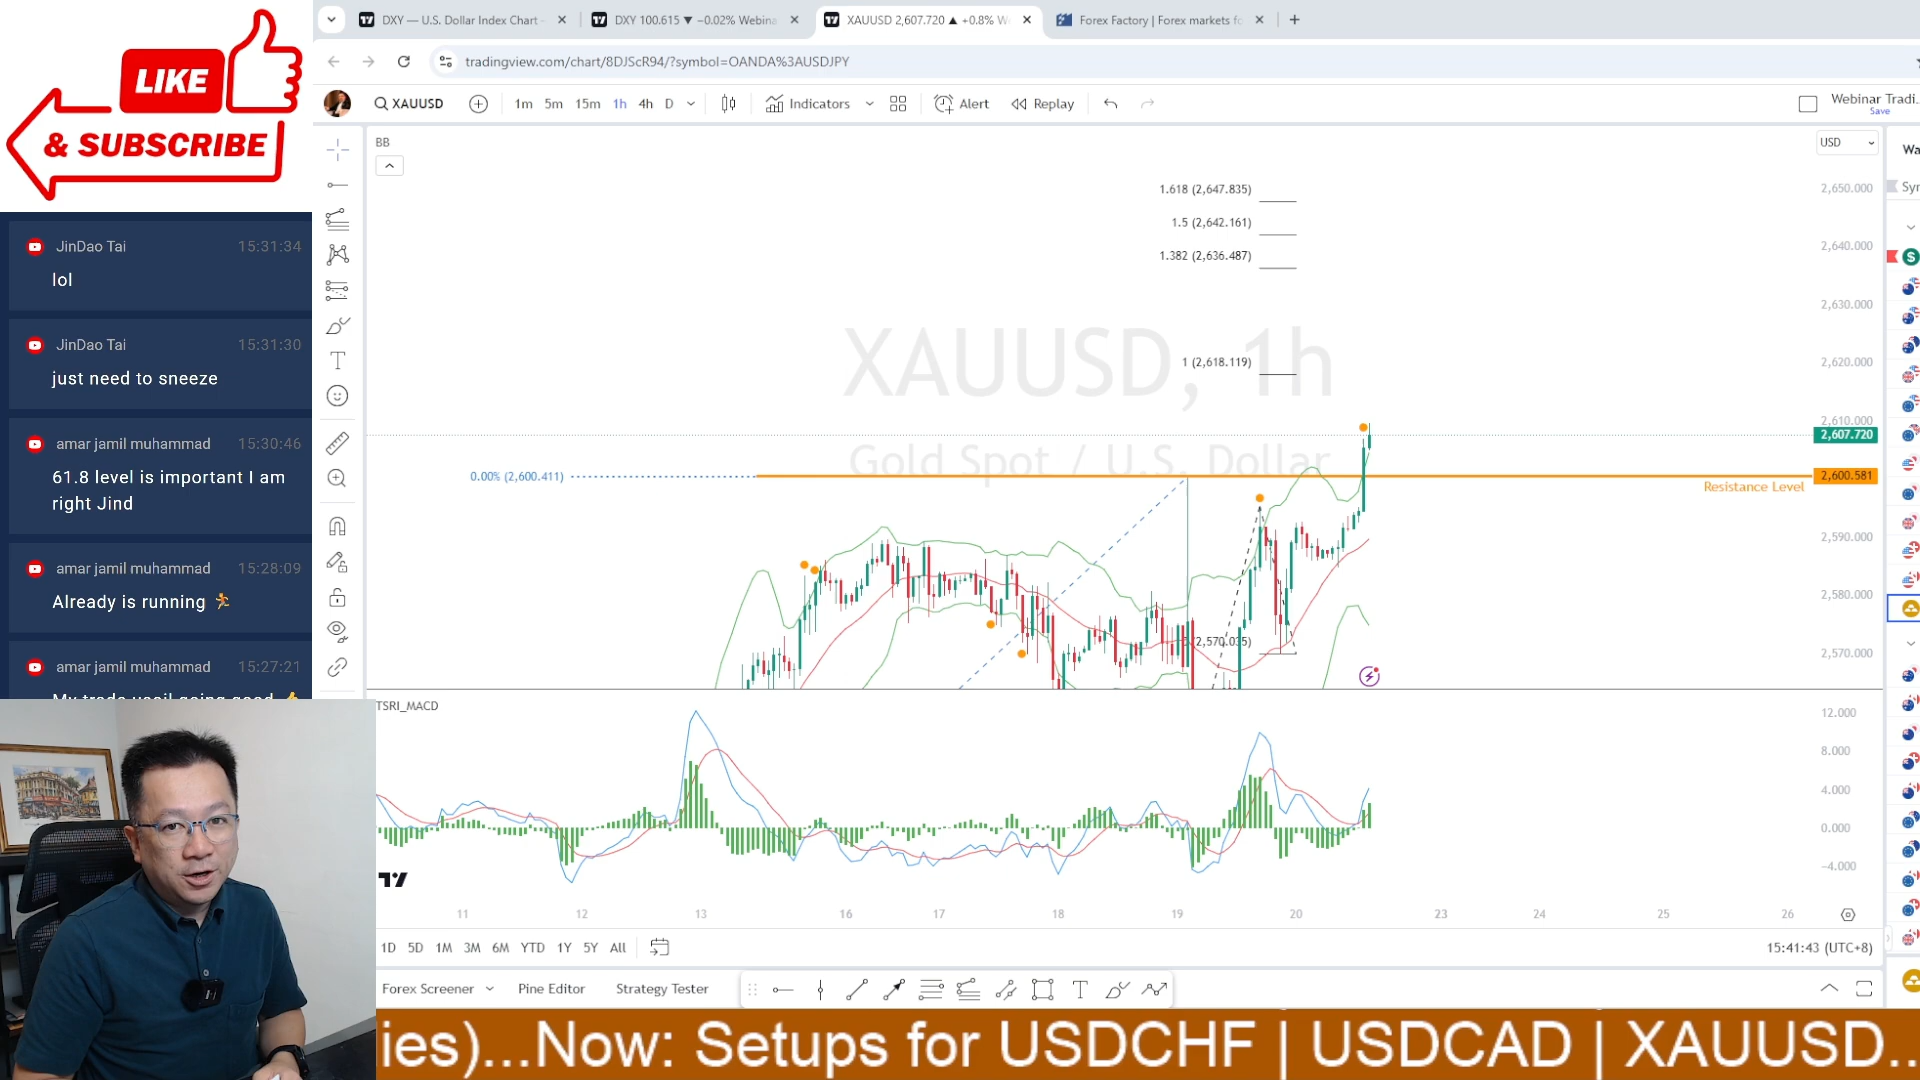 LIKE
& SUBSCRIBE
JinDao Tai 15:31:34
lol
JinDao Tai 15:31:30
just need to sneeze
amar jamil muhammad 15:30:46
61.8 level is important I am
right Jind
amar jamil muhammad 15:28:09
Already is running 🏃
amar jamil muhammad 15:27:21
DXY — U.S. Dollar Index Chart
DXY 100.615 ▼ −0.02% Webina
XAUUSD 2,607.720 ▲ +0.8% W
Forex Factory | Forex markets fo
tradingview.com/chart/8DJScR94/?symbol=OANDA%3AUSDJPY
XAUUSD
1m 5m 15m 1h 4h D
Indicators
Alert
Replay
Webinar Tradi...
Save
BB
USD
Wa
Syr
1.618 (2,647.835)
1.5 (2,642.161)
1.382 (2,636.487)
1 (2,618.119)
XAUUSD, 1h
Gold Spot / U.S. Dollar
0.00% (2,600.411)
Resistance Level
(2,570.035)
2,650.000
2,640.000
2,630.000
2,620.000
2,610.000
2,607.720
2,600.581
2,590.000
2,580.000
2,570.000
TSRI_MACD
12.000
8.000
4.000
0.000
−4.000
11 12 13 16 17 18 19 20 23 24 25 26
1D 5D 1M 3M 6M YTD 1Y 5Y All
15:41:43 (UTC+8)
Forex Screener
Pine Editor
Strategy Tester
ies)...Now: Setups for USDCHF | USDCAD | XAUUSD..